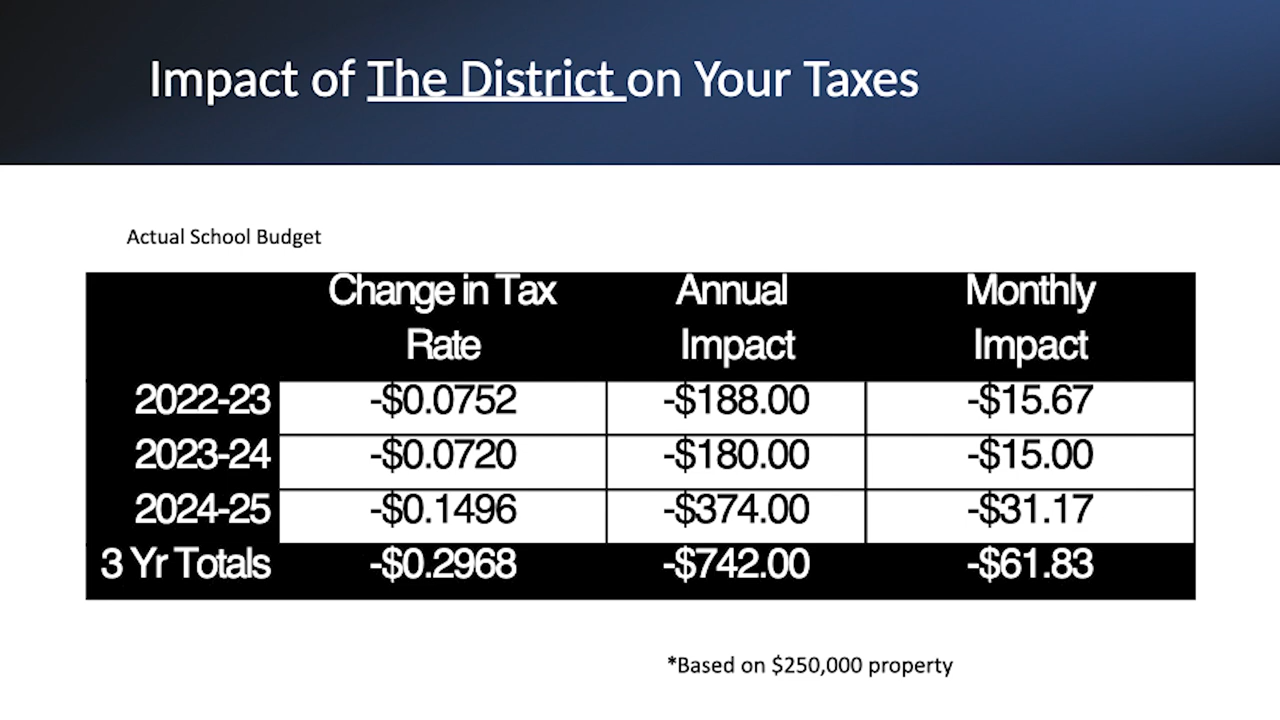 Impact of The District on Your Taxes
Actual School Budget
Change in Tax Rate Annual Impact Monthly Impact
2022-23 -$0.0752 -$188.00 -$15.67
2023-24 -$0.0720 -$180.00 -$15.00
2024-25 -$0.1496 -$374.00 -$31.17
3 Yr Totals -$0.2968 -$742.00 -$61.83
*Based on $250,000 property